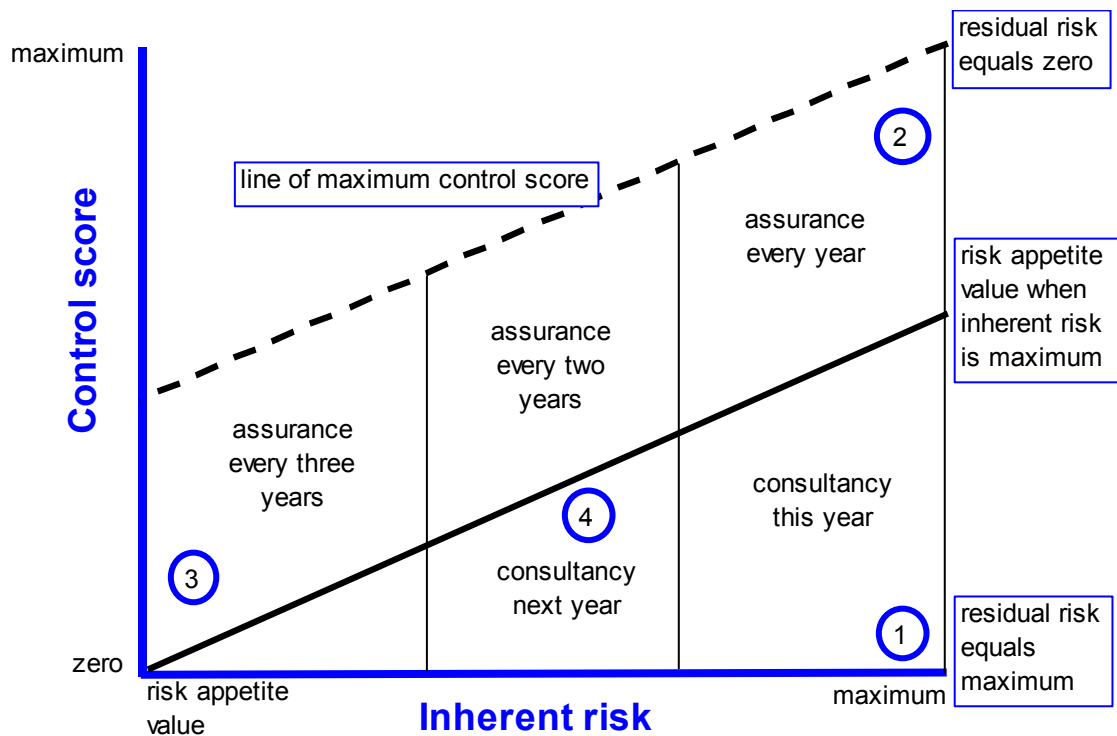 maximum
residual risk
equals zero
2
line of maximum control score
assurance
every year
Control score
risk appetite
value when
inherent risk
is maximum
assurance
every two
years
assurance
every three
years
consultancy
this year
4
3
consultancy
next year
1
residual risk
equals
maximum
zero
risk appetite
value
Inherent risk
maximum